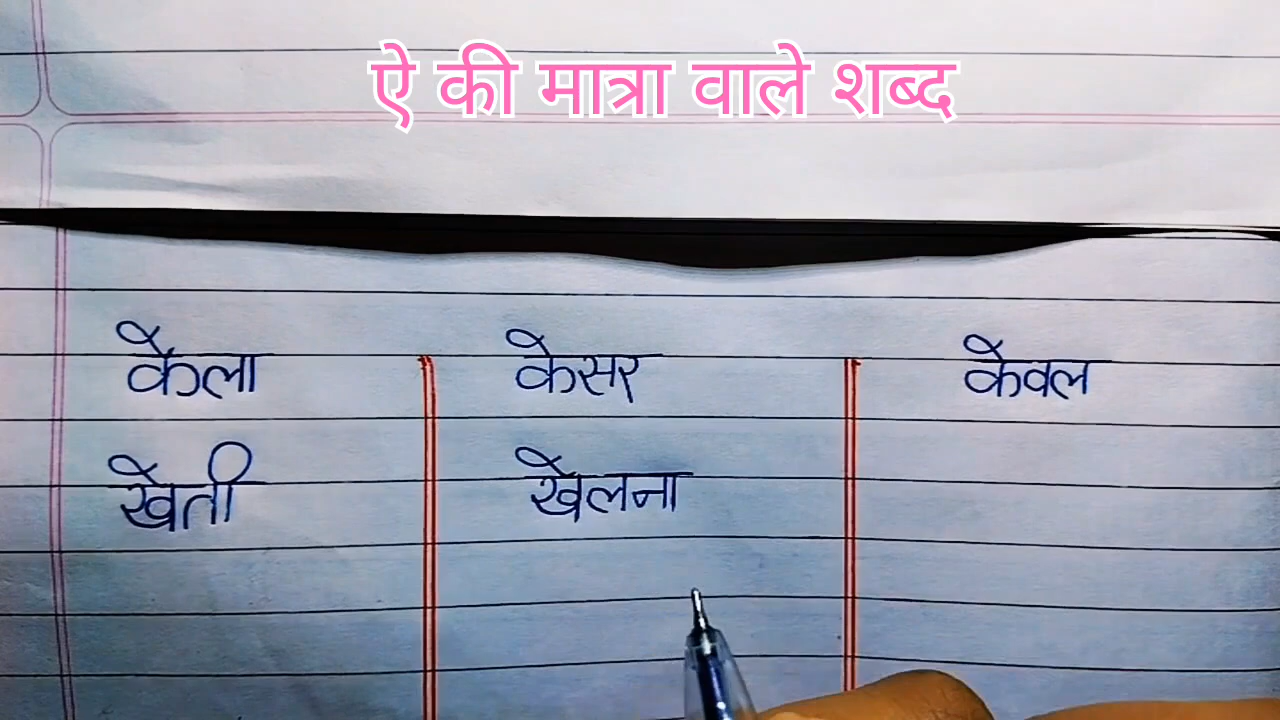 ऐ की मात्रा वाले शब्द
केला केसर केवल
खेती खेलना